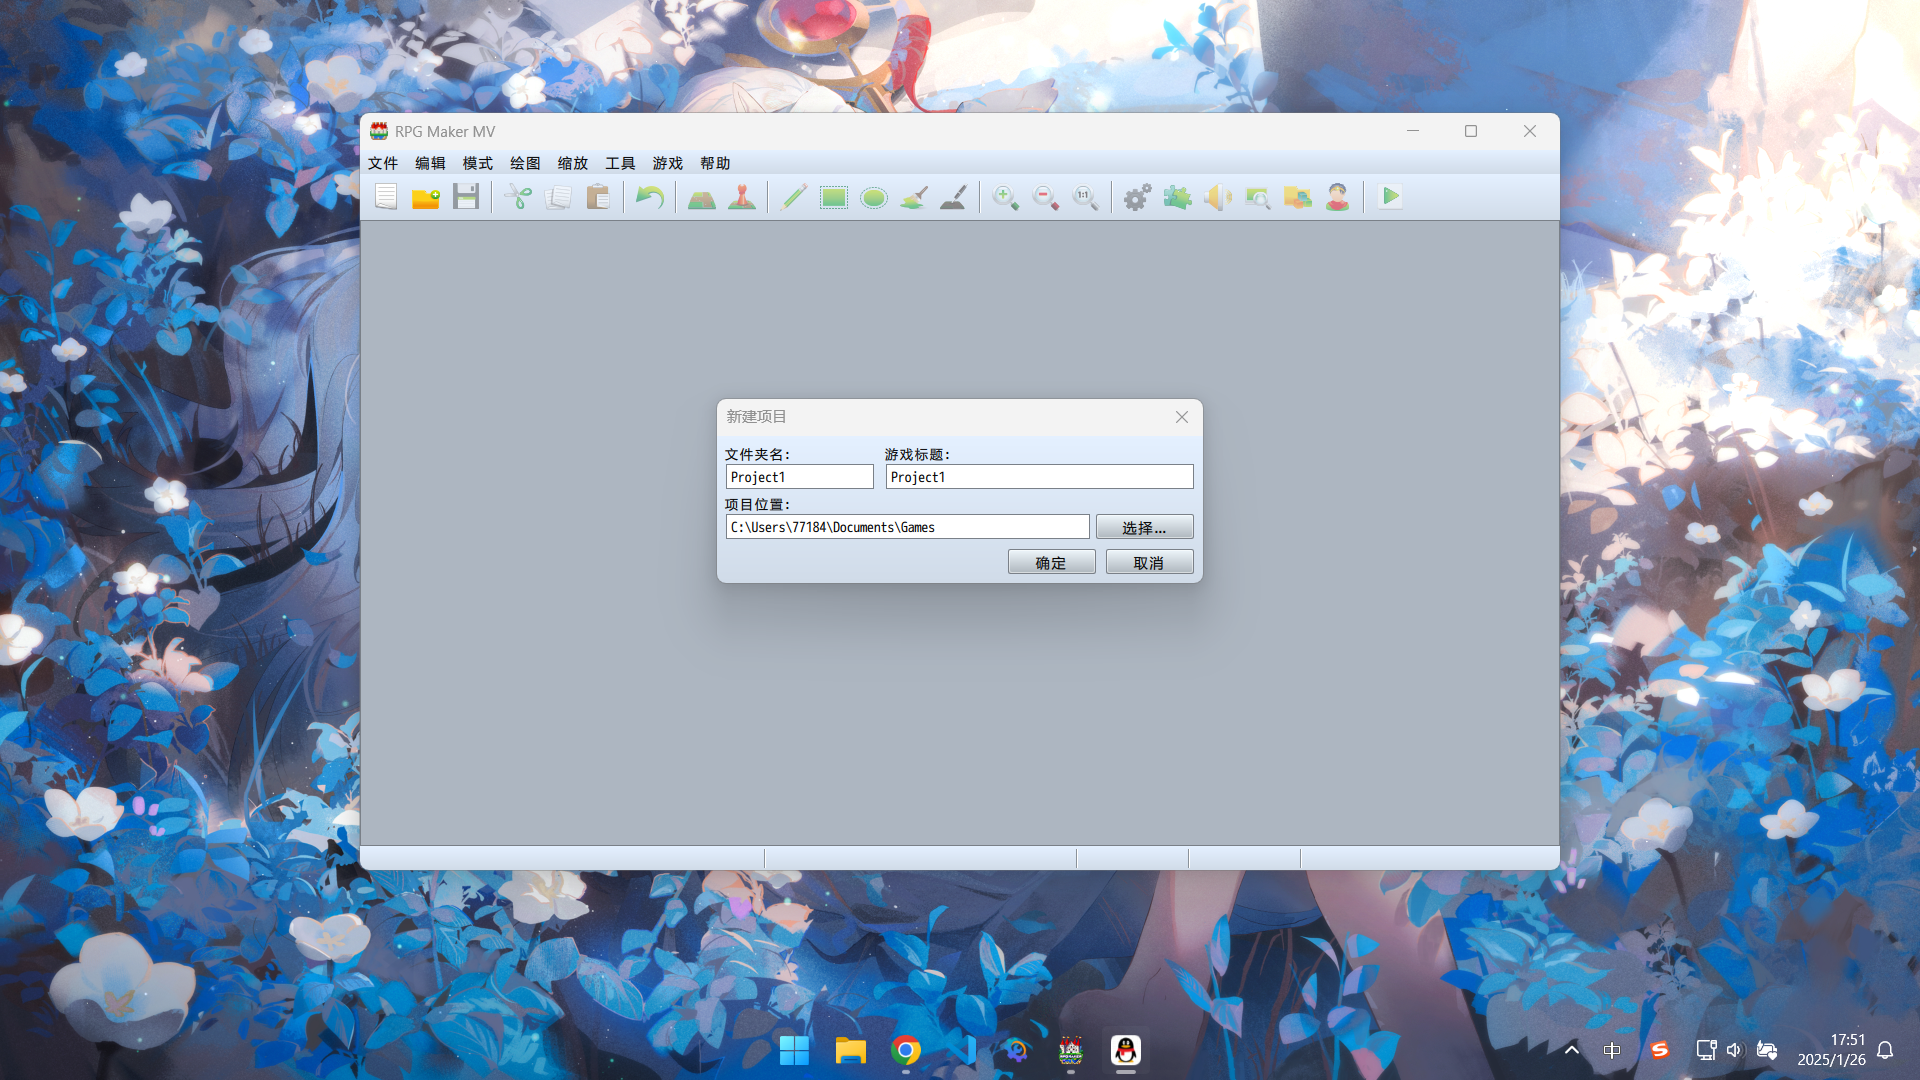 RPG Maker MV
文件 编辑 模式 绘图 缩放 工具 游戏 帮助
1:1
新建项目
文件夹名: 游戏标题:
Project1 Project1
项目位置:
C:\Users\77184\Documents\Games 选择...
确定 取消
中
17:51
2025/1/26